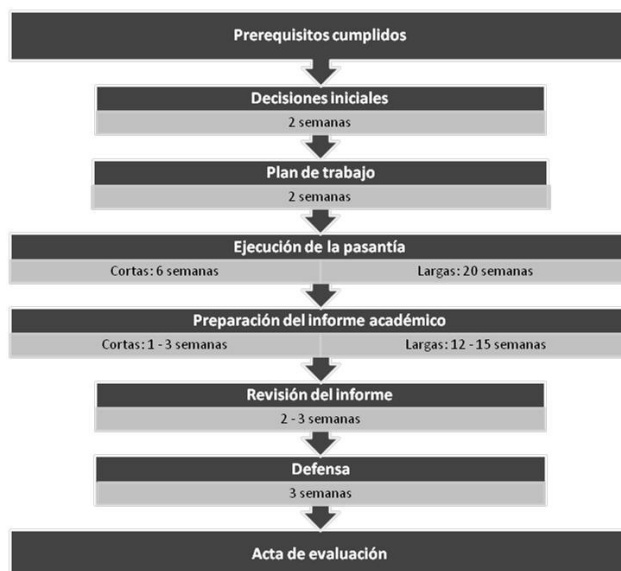 Prerequisitos cumplidos
Decisiones iniciales
2 semanas
Plan de trabajo
2 semanas
Ejecución de la pasantía
Cortas: 6 semanas Largas: 20 semanas
Preparación del informe académico
Cortas: 1 - 3 semanas Largas: 12 - 15 semanas
Revisión del informe
2 - 3 semanas
Defensa
3 semanas
Acta de evaluación